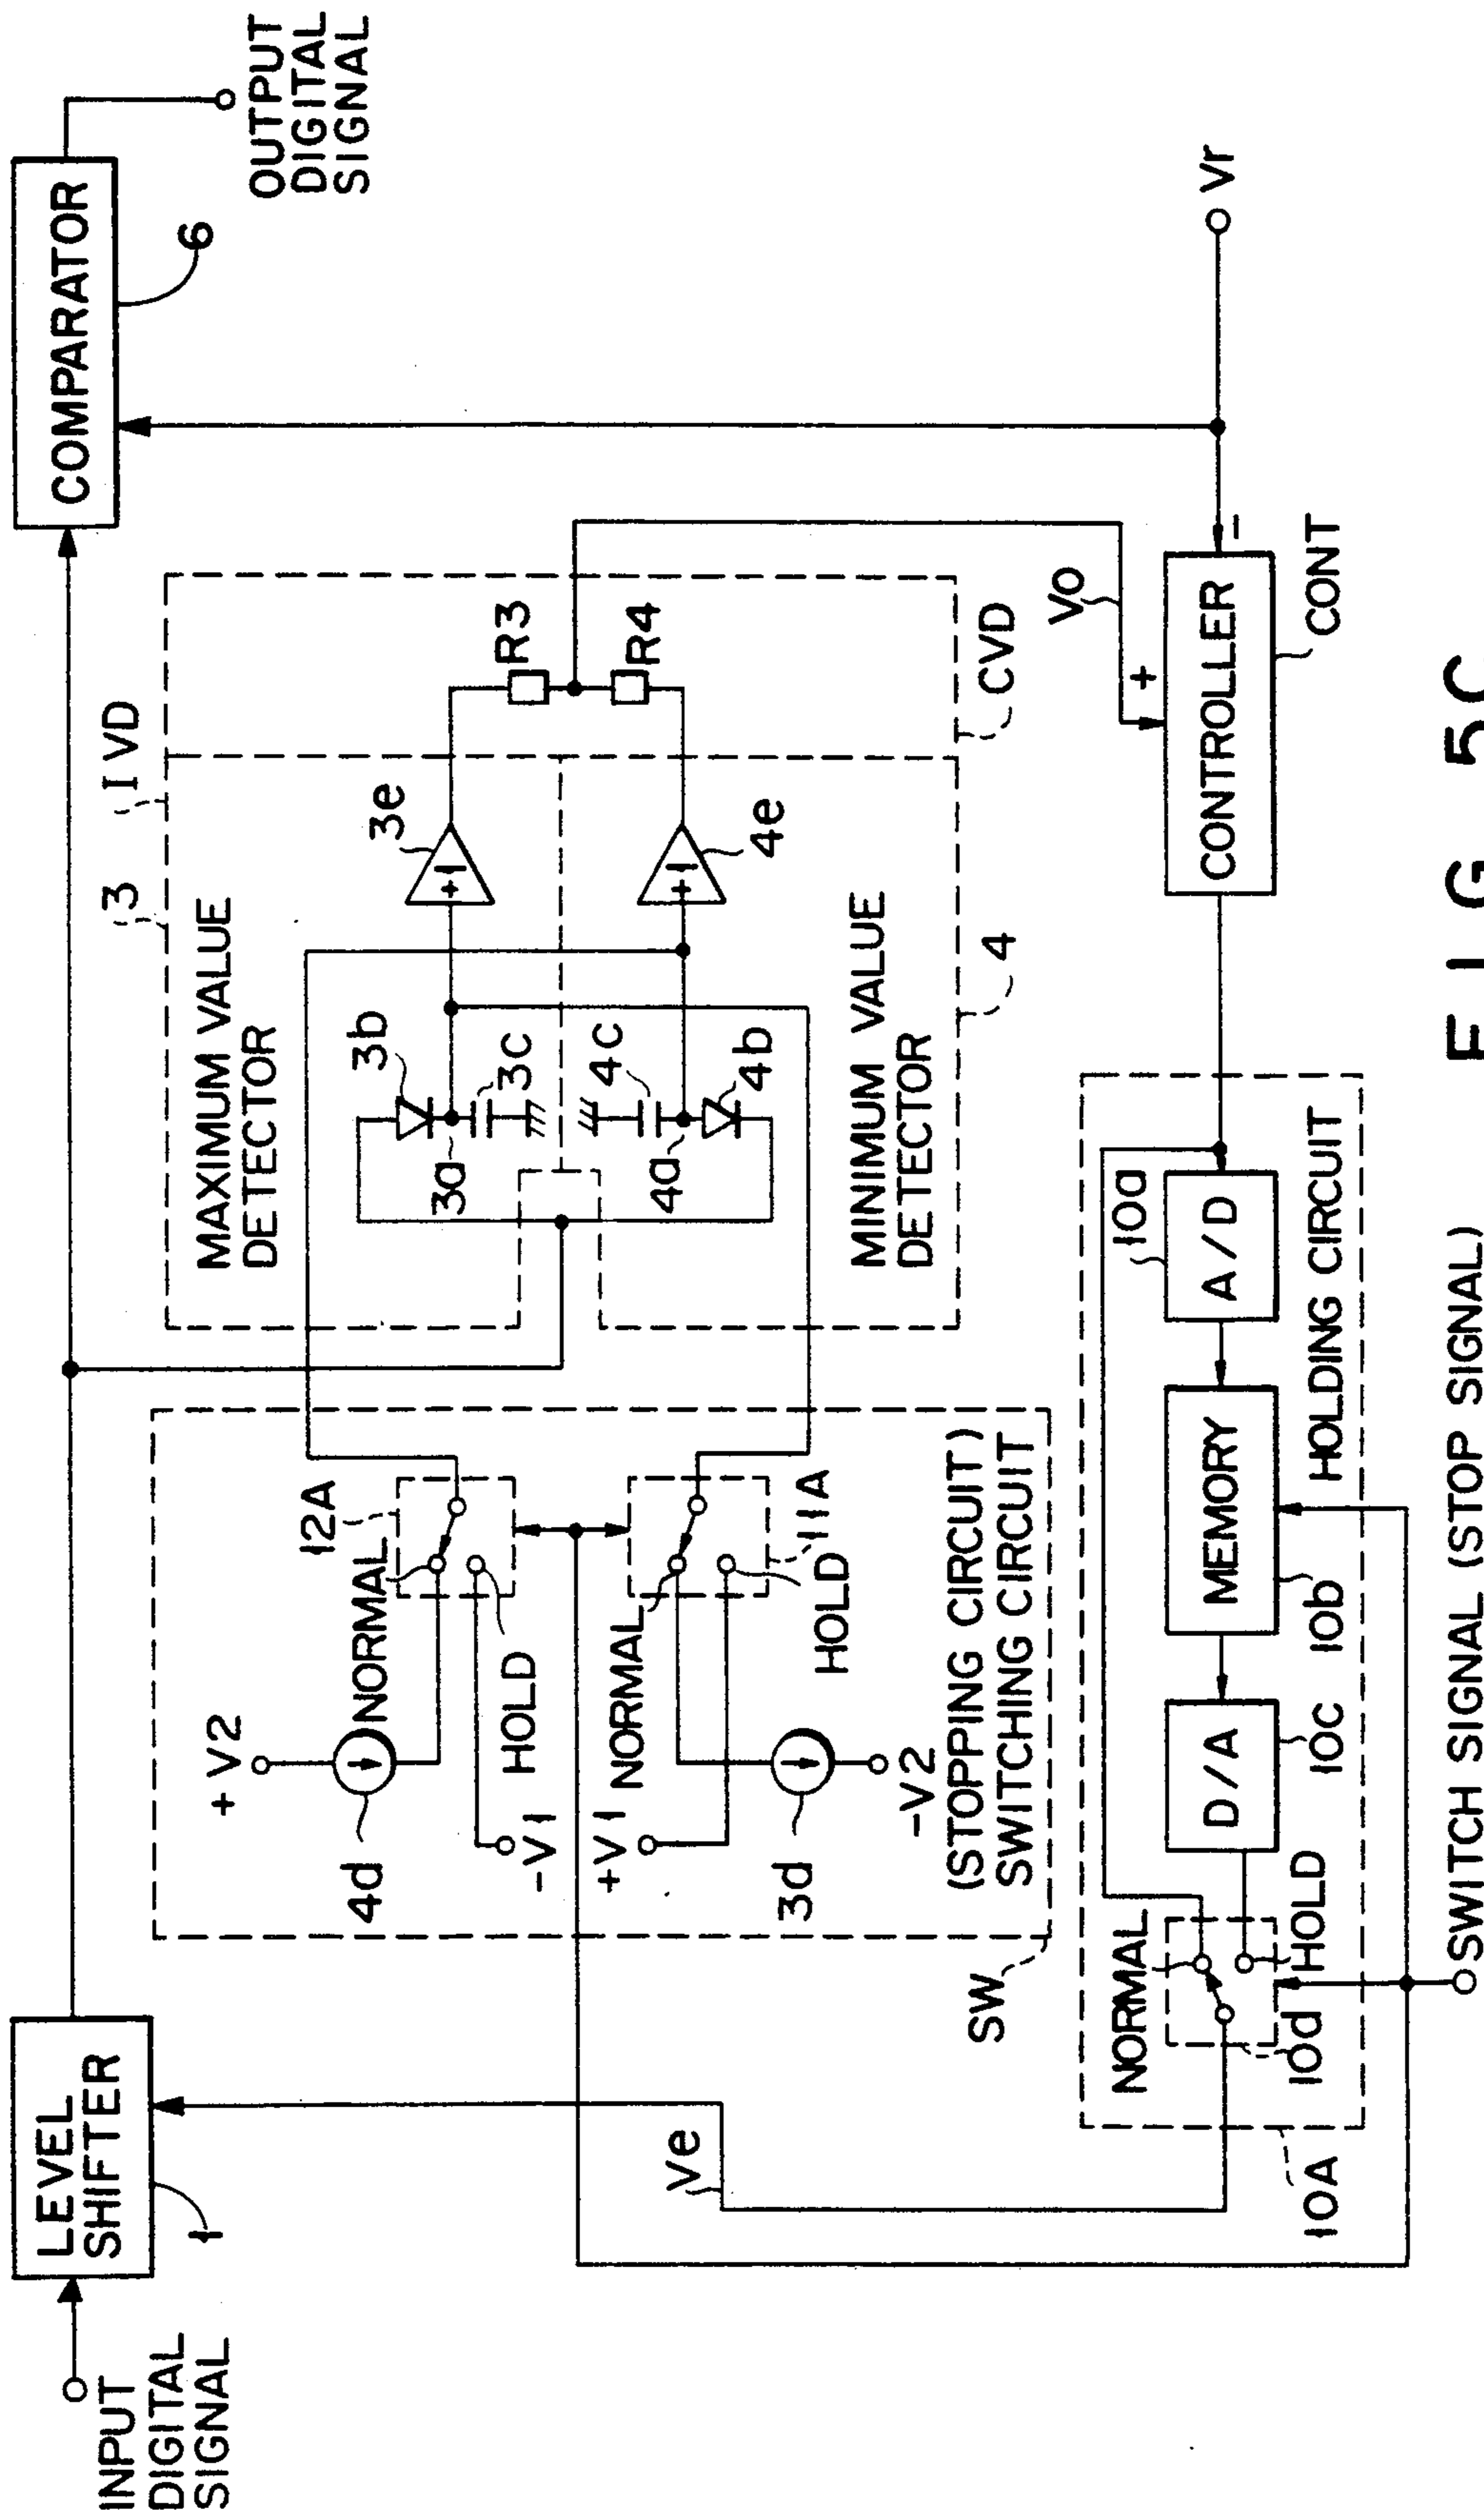 INPUT
DIGITAL
SIGNAL
LEVEL
SHIFTER
1
COMPARATOR
6
OUTPUT
DIGITAL
SIGNAL
3
IVD
MAXIMUM VALUE
DETECTOR
3b
3a
3c
3e
R3
4c
4a
4b
4e
R4
MINIMUM VALUE
DETECTOR
4
CVD
+V2
4d
NORMAL
12A
HOLD
-V1
+V1
NORMAL
11A
HOLD
3d
-V2
(STOPPING CIRCUIT)
SWITCHING CIRCUIT
SW
Ve
Vo
+
-
Vr
CONTROLLER
CONT
NORMAL
10d
HOLD
D/A
10c
MEMORY
10b
A/D
10a
HOLDING CIRCUIT
10A
SWITCH SIGNAL (STOP SIGNAL)
+1
+1